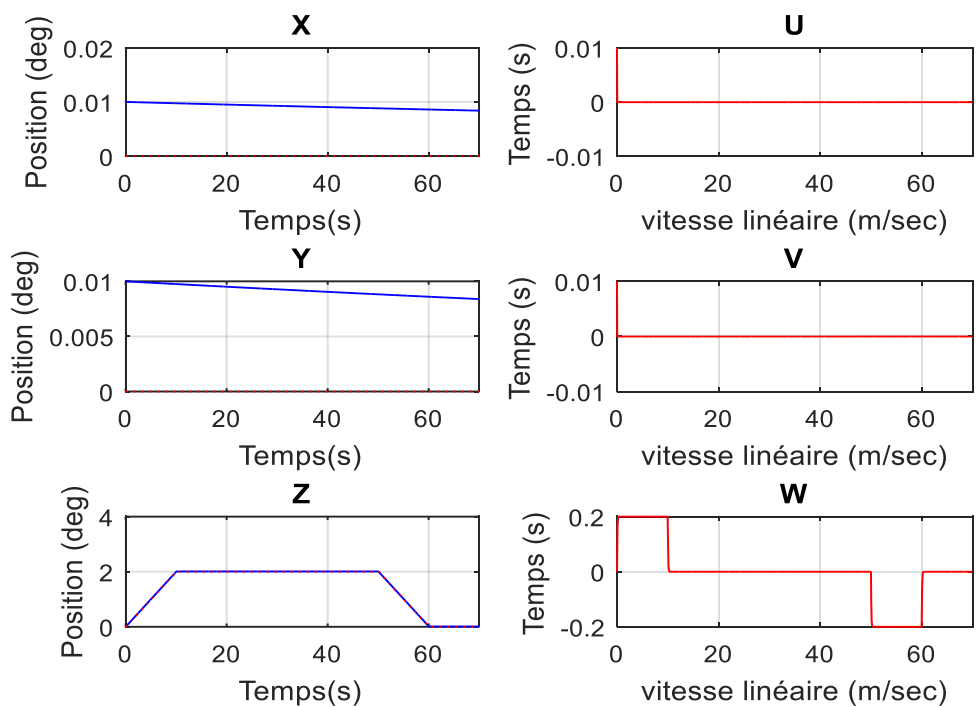 X
Position (deg)
0.02
0.01
0
0 20 40 60
Temps(s)
U
Temps (s)
0.01
0
-0.01
0 20 40 60
vitesse linéaire (m/sec)
Y
Position (deg)
0.01
0.005
0
0 20 40 60
Temps(s)
V
Temps (s)
0.01
0
-0.01
0 20 40 60
vitesse linéaire (m/sec)
Z
Position (deg)
4
2
0
0 20 40 60
Temps(s)
W
Temps (s)
0.2
0
-0.2
0 20 40 60
vitesse linéaire (m/sec)